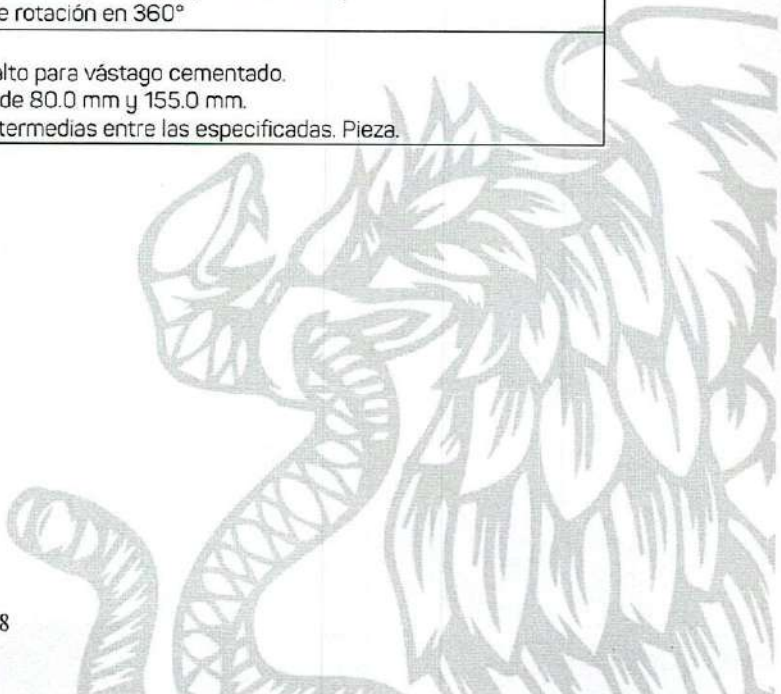 e rotación en 360°
alto para vástago cementado.
de 80.0 mm y 155.0 mm.
termedias entre las especificadas. Pieza.
8